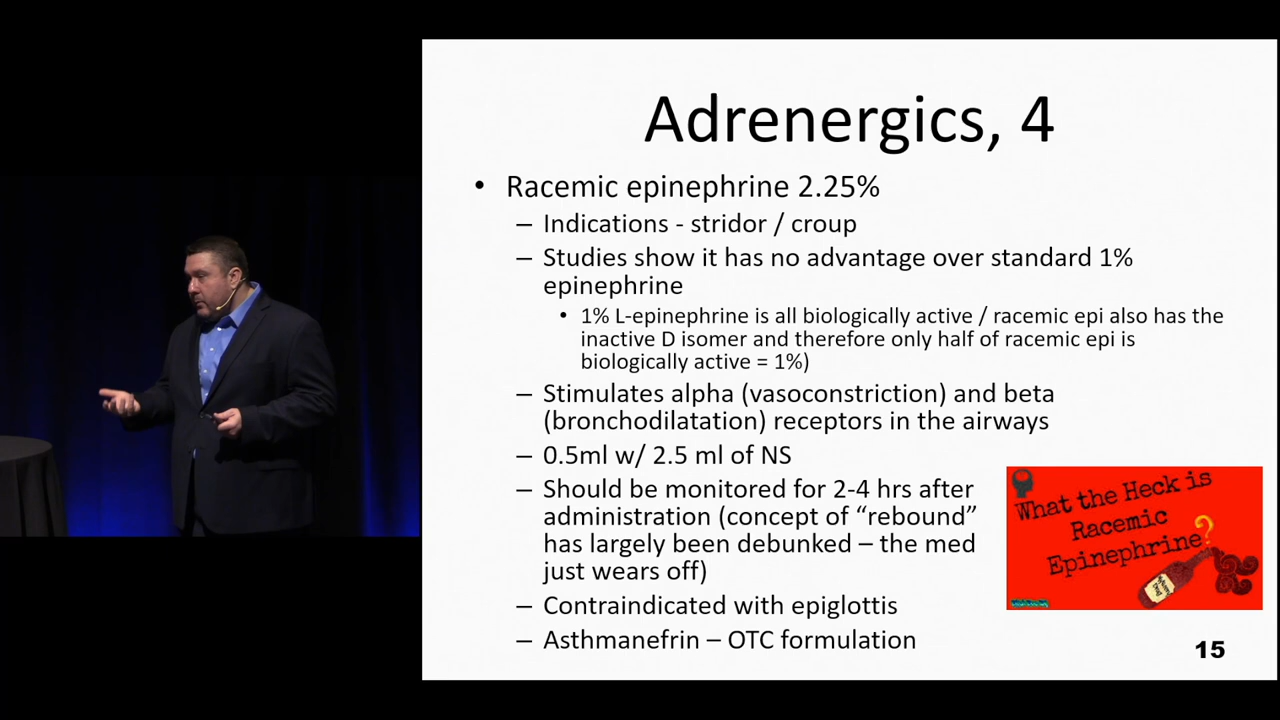 Adrenergics, 4
• Racemic epinephrine 2.25%
– Indications - stridor / croup
– Studies show it has no advantage over standard 1%
epinephrine
• 1% L-epinephrine is all biologically active / racemic epi also has the
inactive D isomer and therefore only half of racemic epi is
biologically active = 1%)
– Stimulates alpha (vasoconstriction) and beta
(bronchodilatation) receptors in the airways
– 0.5ml w/ 2.5 ml of NS
– Should be monitored for 2-4 hrs after
administration (concept of “rebound”
has largely been debunked – the med
just wears off)
– Contraindicated with epiglottis
– Asthmanefrin – OTC formulation
What the Heck is
Racemic
Epinephrine?
15